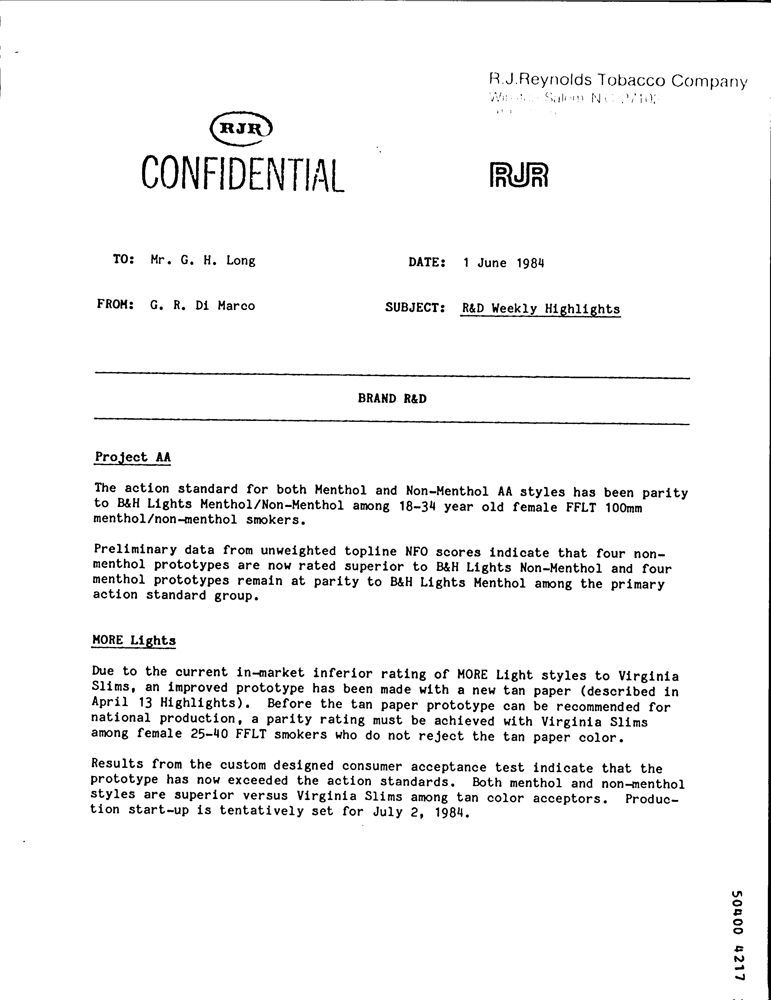 R.J.Reynolds Tobacco Company
RJR
CONFIDENTIAL
RJR
TO: Mr. G. H. Long
DATE: 1 June 1984
FROM: G. R. Di Marco
SUBJECT: R&D Weekly Highlights
BRAND R&D
Project AA
The action standard for both Menthol and Non-Menthol AA styles has been parity
to B&H Lights Menthol/Non-Menthol among 18-34 year old female FFLT 100mm
menthol/non-menthol smokers.
Preliminary data from unweighted topline NFO scores indicate that four non-
menthol prototypes are now rated superior to B&H Lights Non-Menthol and four
menthol prototypes remain at parity to B&H Lights Menthol among the primary
action standard group.
MORE Lights
Due to the current in-market inferior rating of MORE Light styles to Virginia
Slims, an improved prototype has been made with a new tan paper (described in
April 13 Highlights). Before the tan paper prototype can be recommended for
national production, a parity rating must be achieved with Virginia Slims
among female 25-40 FFLT smokers who do not reject the tan paper color.
Results from the custom designed consumer acceptance test indicate that the
prototype has now exceeded the action standards. Both menthol and non-menthol
styles are superior versus Virginia Slims among tan color acceptors. Produc-
tion start-up is tentatively set for July 2, 1984.
50400 4217